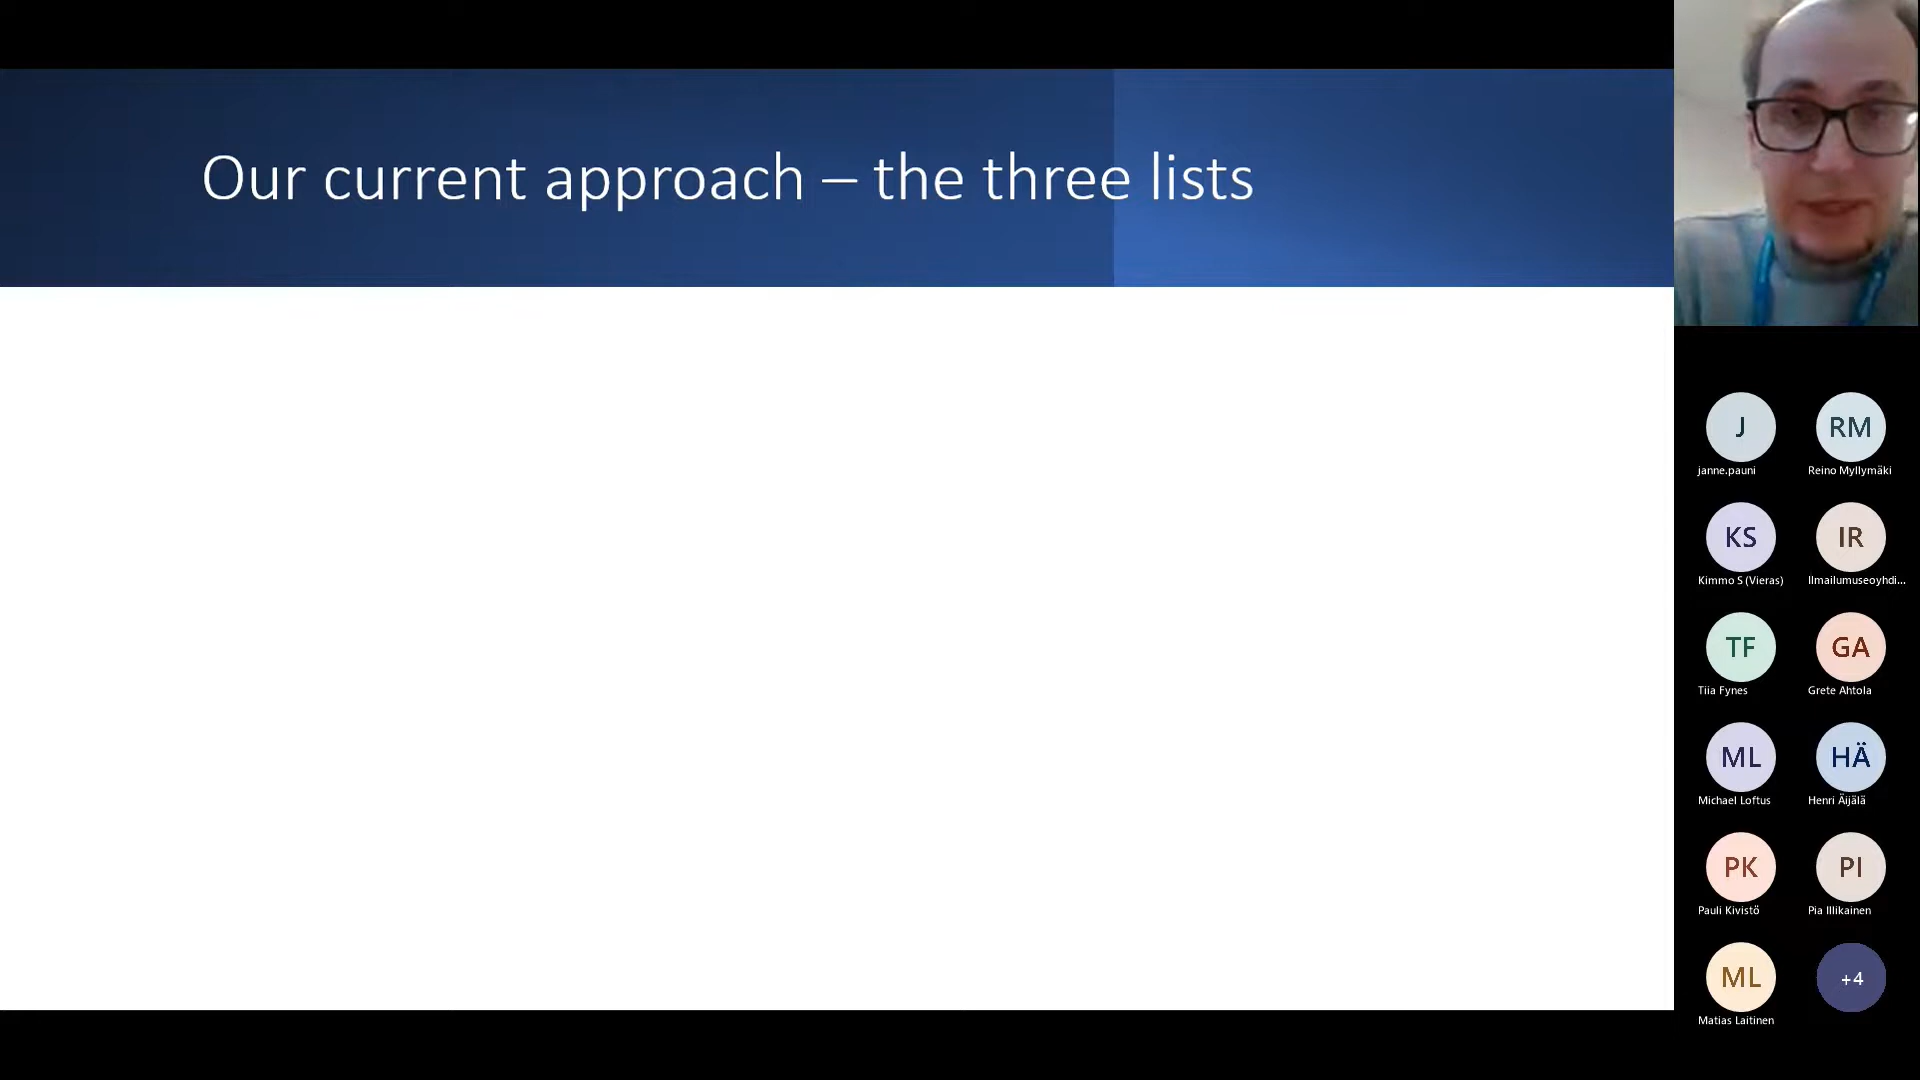 Our current approach – the three lists
J
RM
janne.pauni
Reino Myllymäki
KS
IR
Kimmo S (Vieras)
Ilmailumuseoyhdi...
TF
GA
Tiia Fynes
Grete Ahtola
ML
HÄ
Michael Loftus
Henri Äijälä
PK
PI
Pauli Kivistö
Pia Illikainen
ML
+4
Matias Laitinen